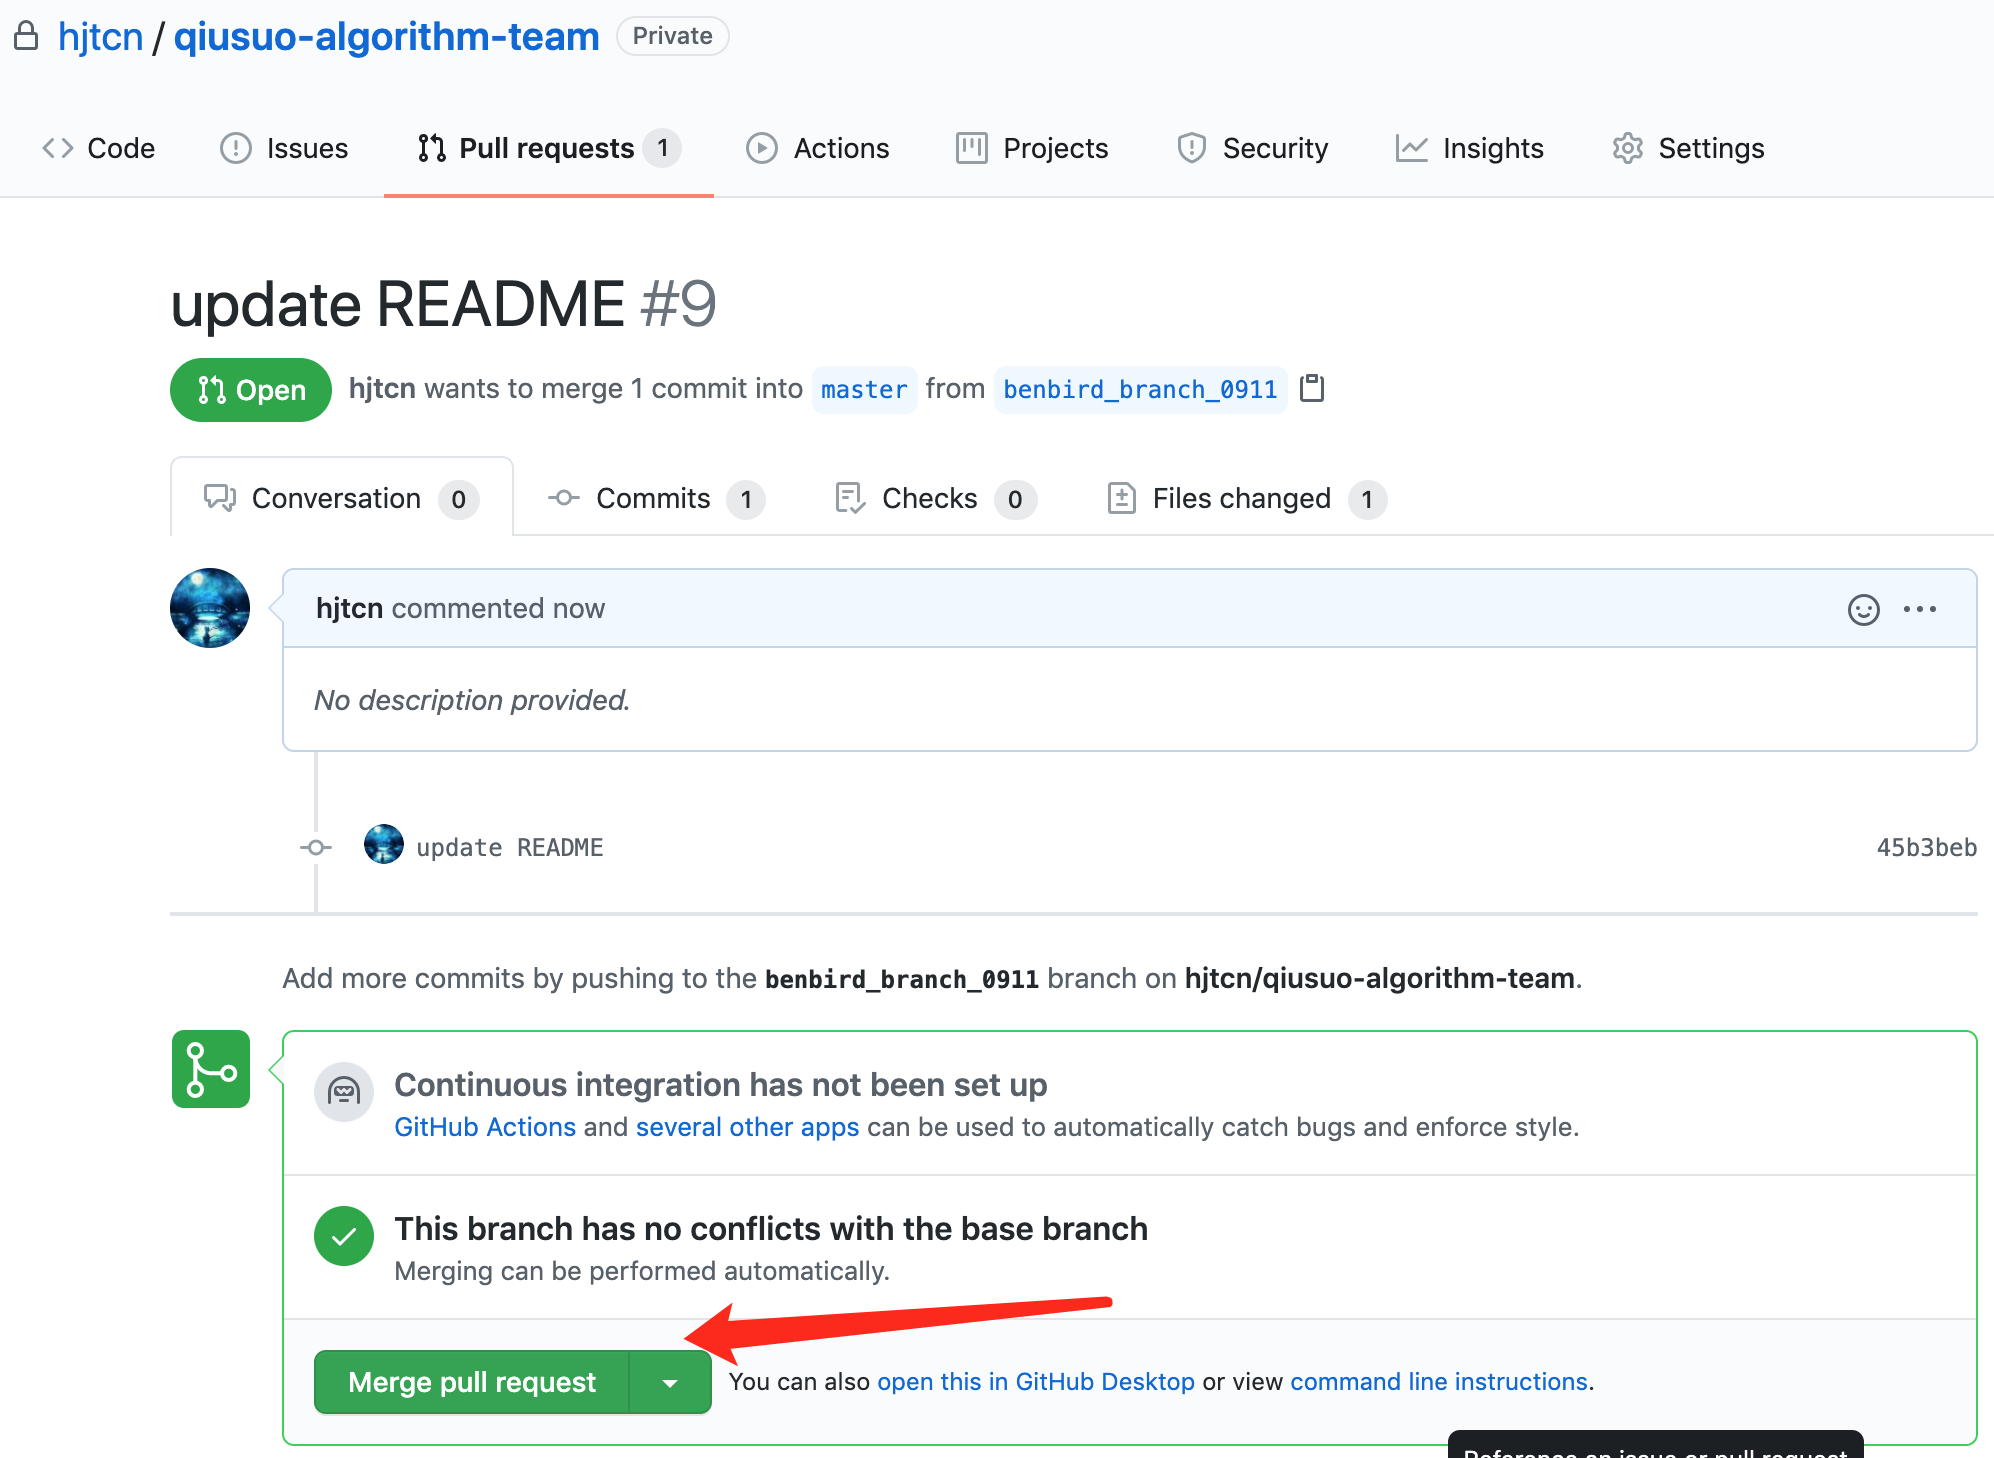 hjtcn / qiusuo-algorithm-team Private
Code Issues Pull requests 1 Actions Projects Security Insights Settings
update README #9
Open hjtcn wants to merge 1 commit into master from benbird_branch_0911
Conversation 0 Commits 1 Checks 0 Files changed 1
hjtcn commented now
No description provided.
update README 45b3beb
Add more commits by pushing to the benbird_branch_0911 branch on hjtcn/qiusuo-algorithm-team.
Continuous integration has not been set up
GitHub Actions and several other apps can be used to automatically catch bugs and enforce style.
This branch has no conflicts with the base branch
Merging can be performed automatically.
Merge pull request You can also open this in GitHub Desktop or view command line instructions.
Reference an issue or pull request